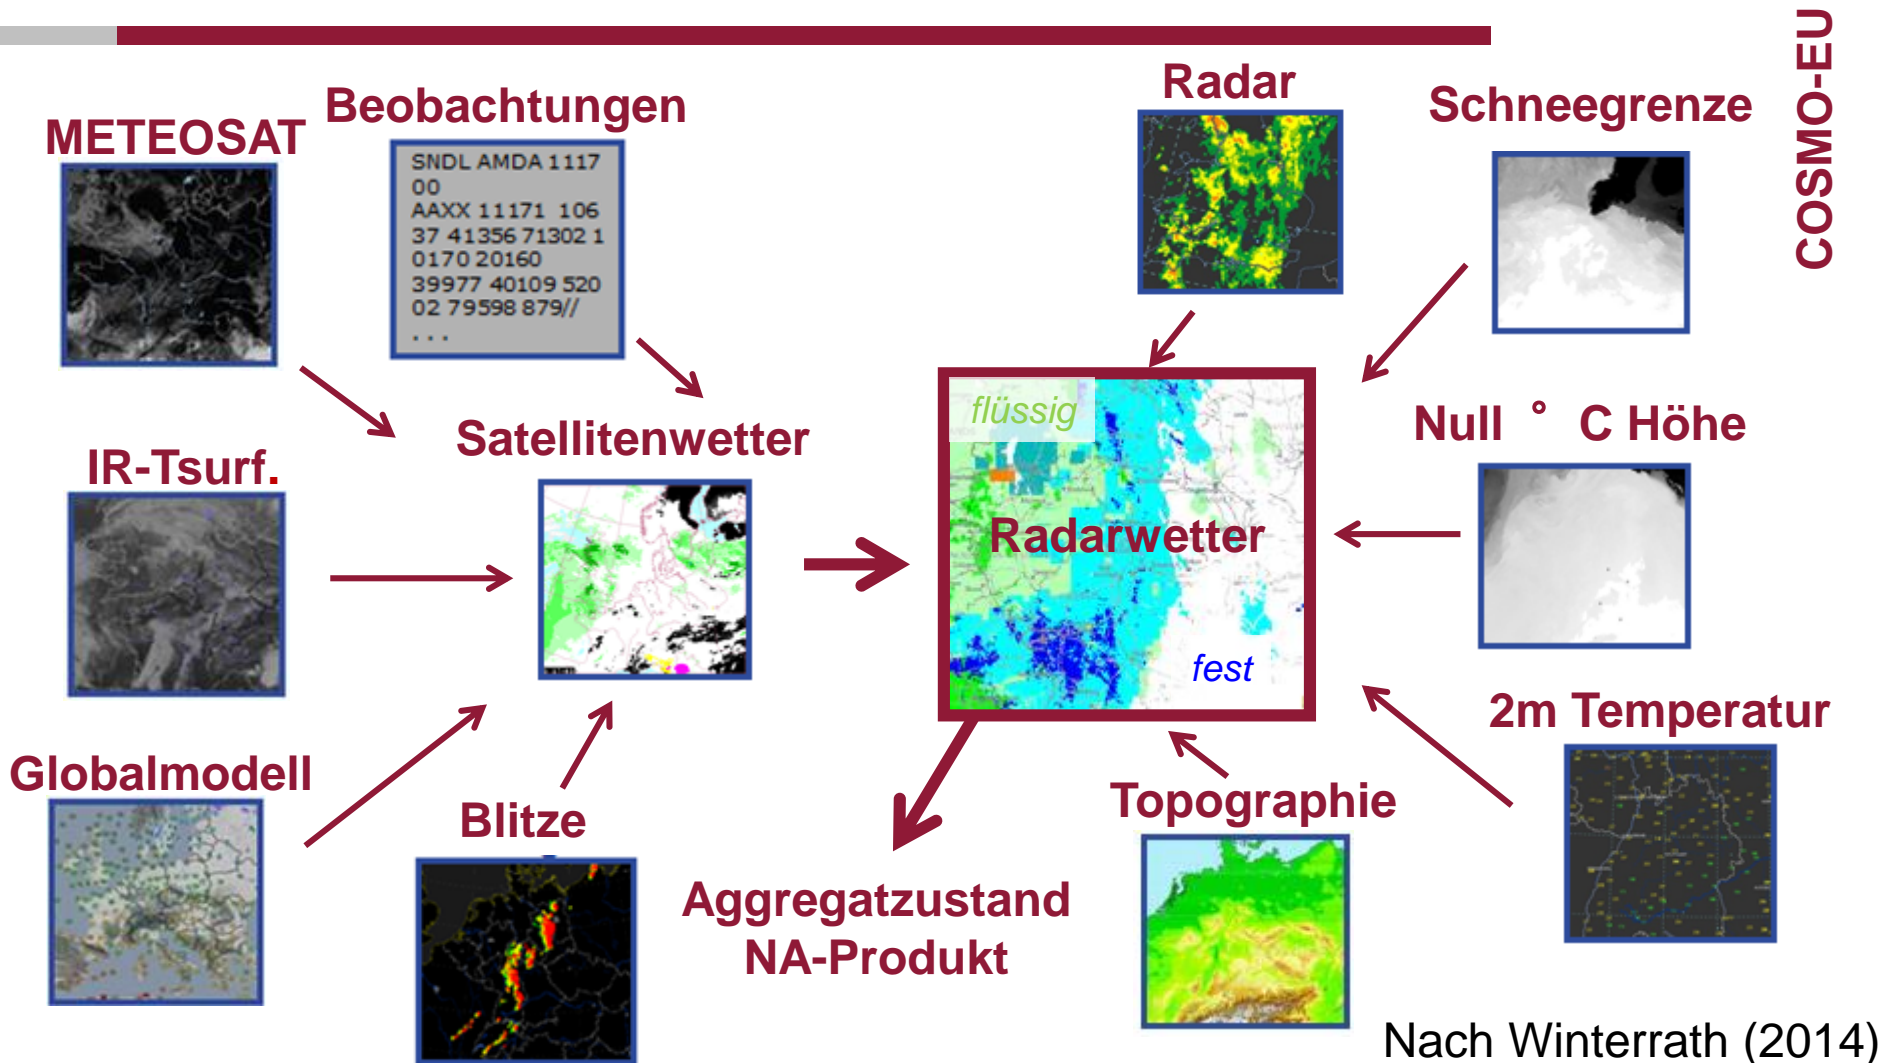 COSMO-EU
Radar
Schneegrenze
Beobachtungen
METEOSAT
SNDL AMDA 1117
00
AAXX 11171 106
37 41356 71302 1
0170 20160
39977 40109 520
02 79598 879//
. . .
flüssig
Null ° C Höhe
Satellitenwetter
IR-Tsurf.
Radarwetter
fest
2m Temperatur
Globalmodell
Blitze
Topographie
Aggregatzustand
NA-Produkt
Nach Winterrath (2014)